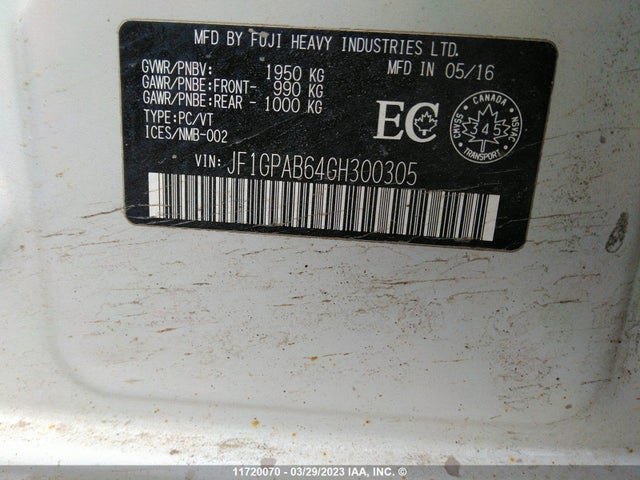 MFD BY FUJI HEAVY INDUSTRIES LTD.
GVWR/PNBV: 1950 KG MFD IN 05/16
GAWR/PNBE:FRONT- 990 KG
GAWR/PNBE:REAR - 1000 KG
TYPE:PC/VT
ICES/NMB-002
EC
CANADA
CMVSS 345 NSVAC
TRANSPORT
VIN: JF1GPAB64GH300305
11720070 - 03/29/2023 IAA, INC. ©